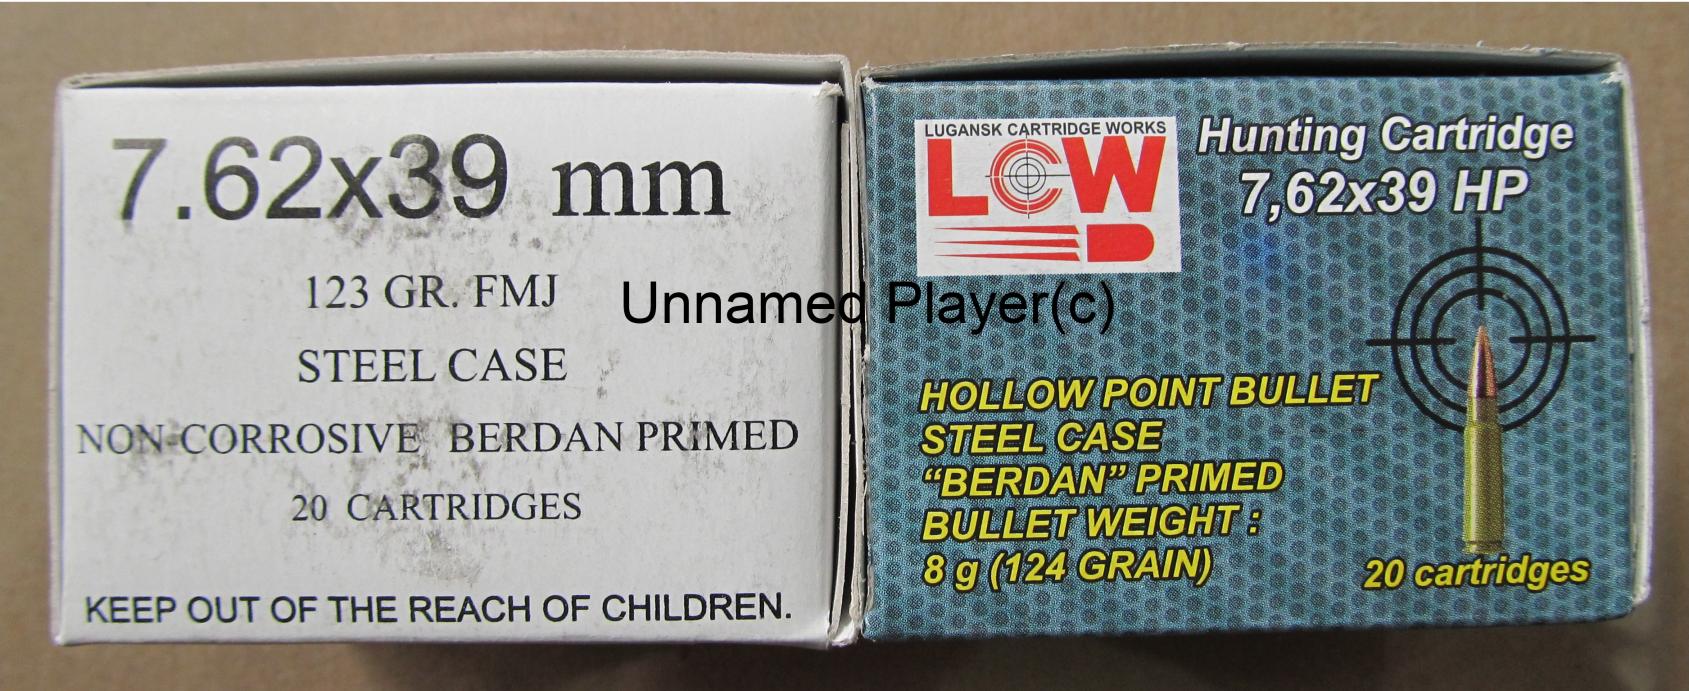 7.62x39 mm
123 GR. FMJ
STEEL CASE
NON-CORROSIVE BERDAN PRIMED
20 CARTRIDGES
KEEP OUT OF THE REACH OF CHILDREN.
Unnamed Player(c)
LUGANSK CARTRIDGE WORKS
LCW
Hunting Cartridge
7,62x39 HP
HOLLOW POINT BULLET
STEEL CASE
“BERDAN” PRIMED
BULLET WEIGHT :
8 g (124 GRAIN)
20 cartridges